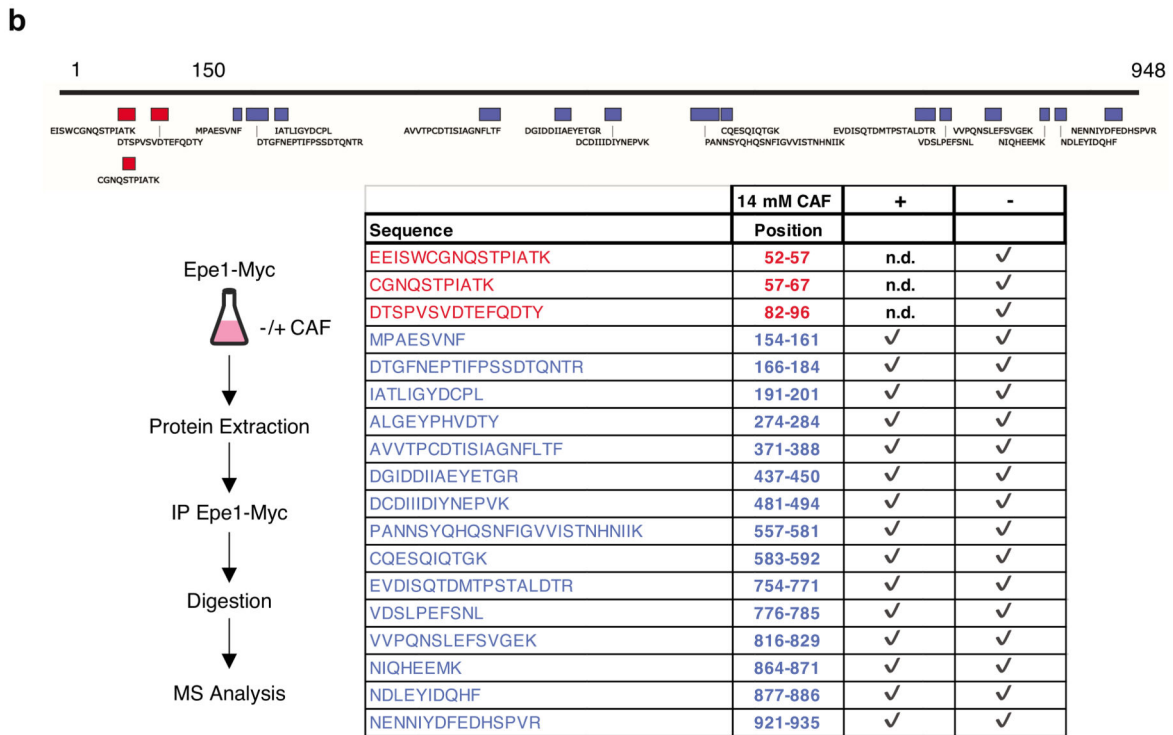 b
1 150 948
EISWCGNQSTPIATK MPAESVNF IATLIGYDCPL AVVTPCDTISIAGNFLTF DGIDDIIAEYETGR CQESQIQTGK EVDISQTDMTPSTALDTR VVPQNSLEFSVGEK NENNIYDFEDHSPVR
DTSPVSVDTEFQDTY DTGFNEPTIFPSSDTQNTR DCDIIIDIYNEPVK PANNSYQHQSNFIGVVISTNHNIIK VDSLPEFSNL NIQHEEMK NDLEYIDQHF
CGNQSTPIATK
14 mM CAF + -
Sequence Position
EEISWCGNQSTPIATK 52-57 n.d. ✓
CGNQSTPIATK 57-67 n.d. ✓
DTSPVSVDTEFQDTY 82-96 n.d. ✓
MPAESVNF 154-161 ✓ ✓
DTGFNEPTIFPSSDTQNTR 166-184 ✓ ✓
IATLIGYDCPL 191-201 ✓ ✓
ALGEYPHVDTY 274-284 ✓ ✓
AVVTPCDTISIAGNFLTF 371-388 ✓ ✓
DGIDDIIAEYETGR 437-450 ✓ ✓
DCDIIIDIYNEPVK 481-494 ✓ ✓
PANNSYQHQSNFIGVVISTNHNIIK 557-581 ✓ ✓
CQESQIQTGK 583-592 ✓ ✓
EVDISQTDMTPSTALDTR 754-771 ✓ ✓
VDSLPEFSNL 776-785 ✓ ✓
VVPQNSLEFSVGEK 816-829 ✓ ✓
NIQHEEMK 864-871 ✓ ✓
NDLEYIDQHF 877-886 ✓ ✓
NENNIYDFEDHSPVR 921-935 ✓ ✓
Epe1-Myc
-/+ CAF
Protein Extraction
IP Epe1-Myc
Digestion
MS Analysis